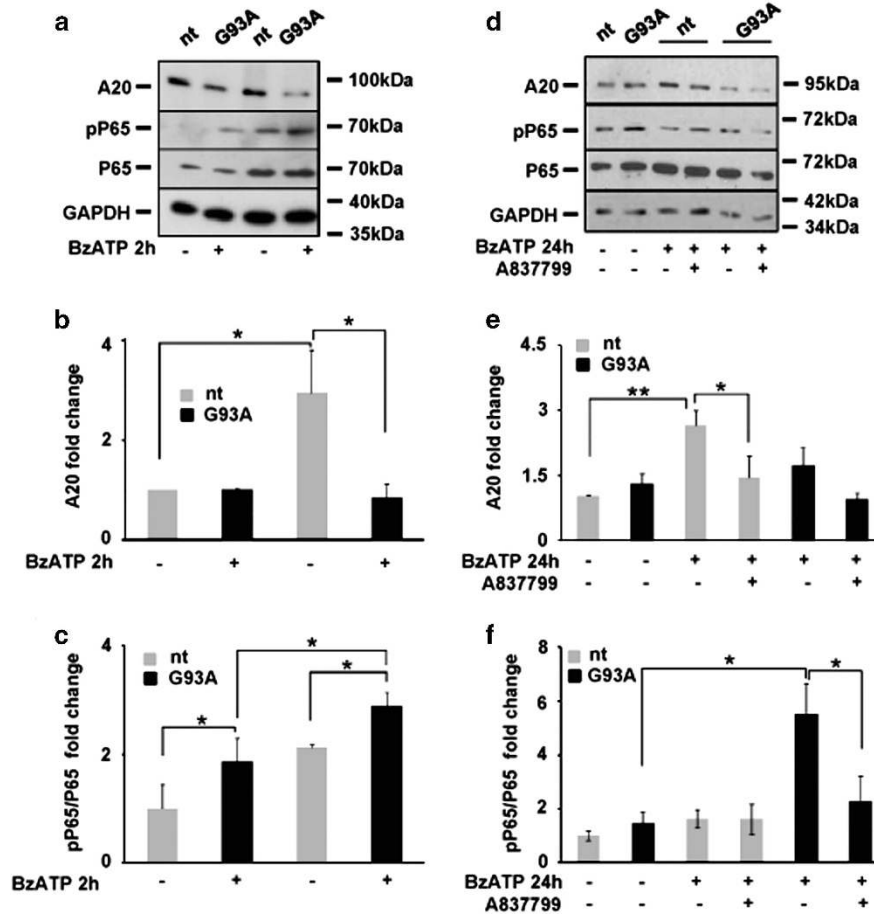 a
nt G93A nt G93A
A20 100kDa
pP65 70kDa
P65 70kDa
GAPDH 40kDa
35kDa
BzATP 2h - + - +
b
4
2
0
A20 fold change
nt
G93A
*
*
BzATP 2h - + - +
c
4
2
0
pP65/P65 fold change
nt
G93A
*
*
*
BzATP 2h - + - +
d
nt G93A nt G93A
A20 95kDa
pP65 72kDa
P65 72kDa
GAPDH 42kDa
34kDa
BzATP 24h - - + + + +
A837799 - - - + - +
e
4.5
3
1.5
0
A20 fold change
nt
G93A
**
*
BzATP 24h - - + + + +
A837799 - - - + - +
f
8
6
4
2
0
pP65/P65 fold change
nt
G93A
*
*
BzATP 24h - - + + + +
A837799 - - - + - +